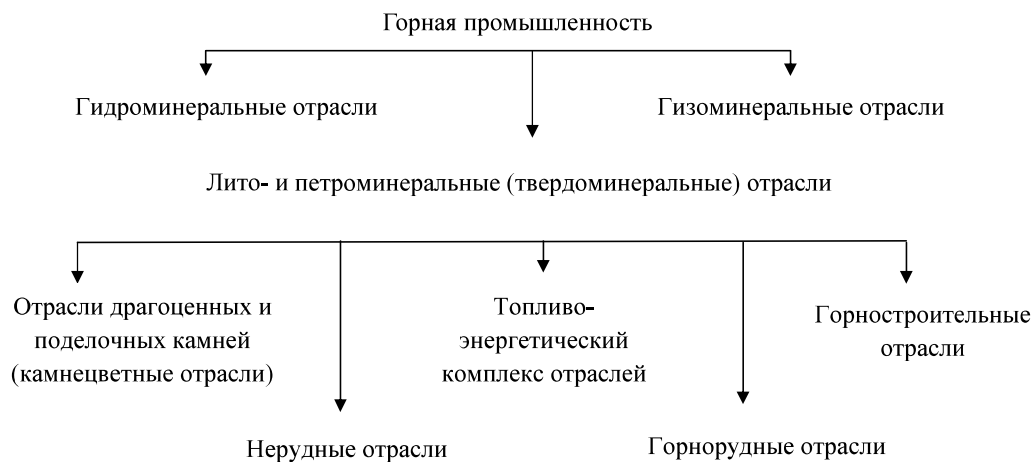 Горная промышленность
Гидроминеральные отрасли
Гизоминеральные отрасли
Лито- и петроминеральные (твердоминеральные) отрасли
Отрасли драгоценных и
поделочных камней
(камнецветные отрасли)
Топливо-
энергетический
комплекс отраслей
Горностроительные
отрасли
Нерудные отрасли
Горнорудные отрасли